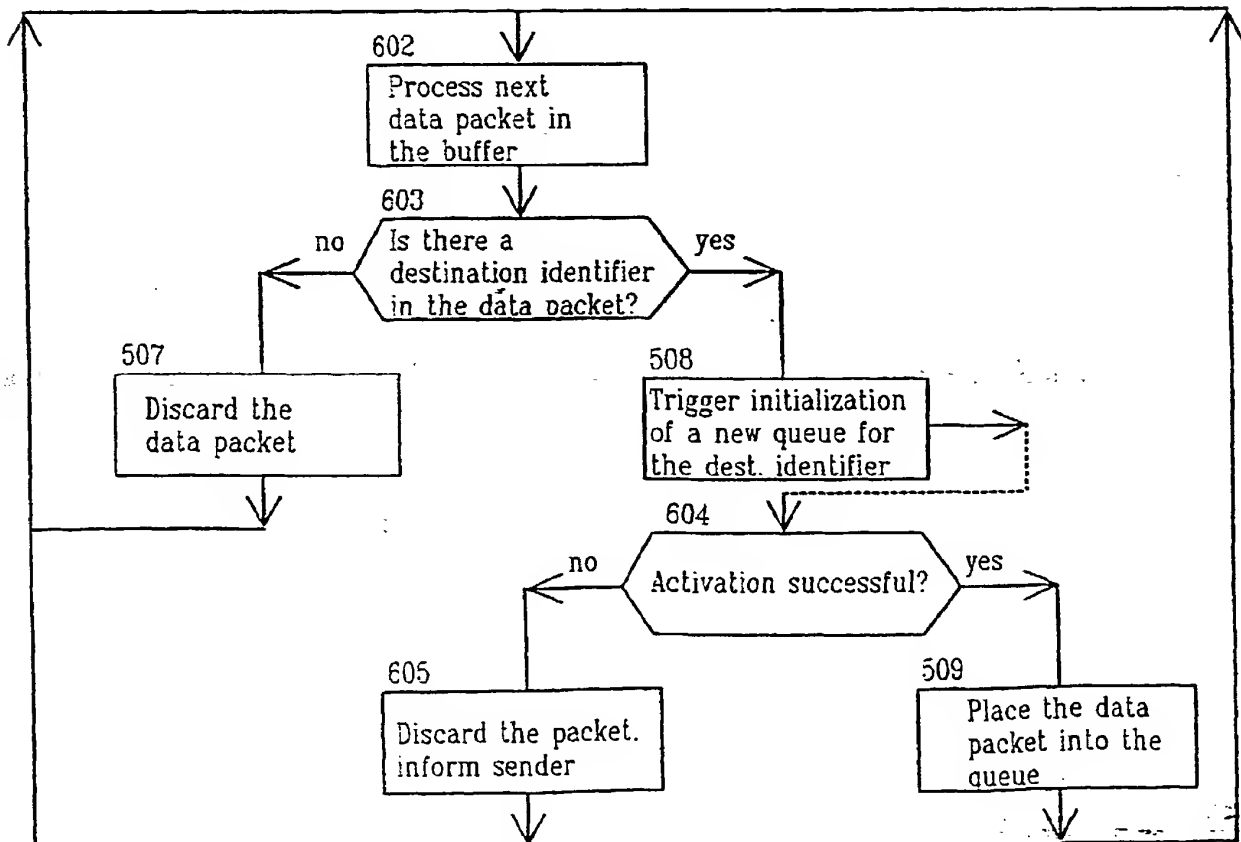 602
Process next
data packet in
the buffer
603
no
Is there a
destination identifier
in the data packet?
yes
507
Discard the
data packet
508
Trigger initialization
of a new queue for
the dest. identifier
604
no
Activation successful?
yes
605
Discard the packet.
inform sender
509
Place the data
packet into the
queue